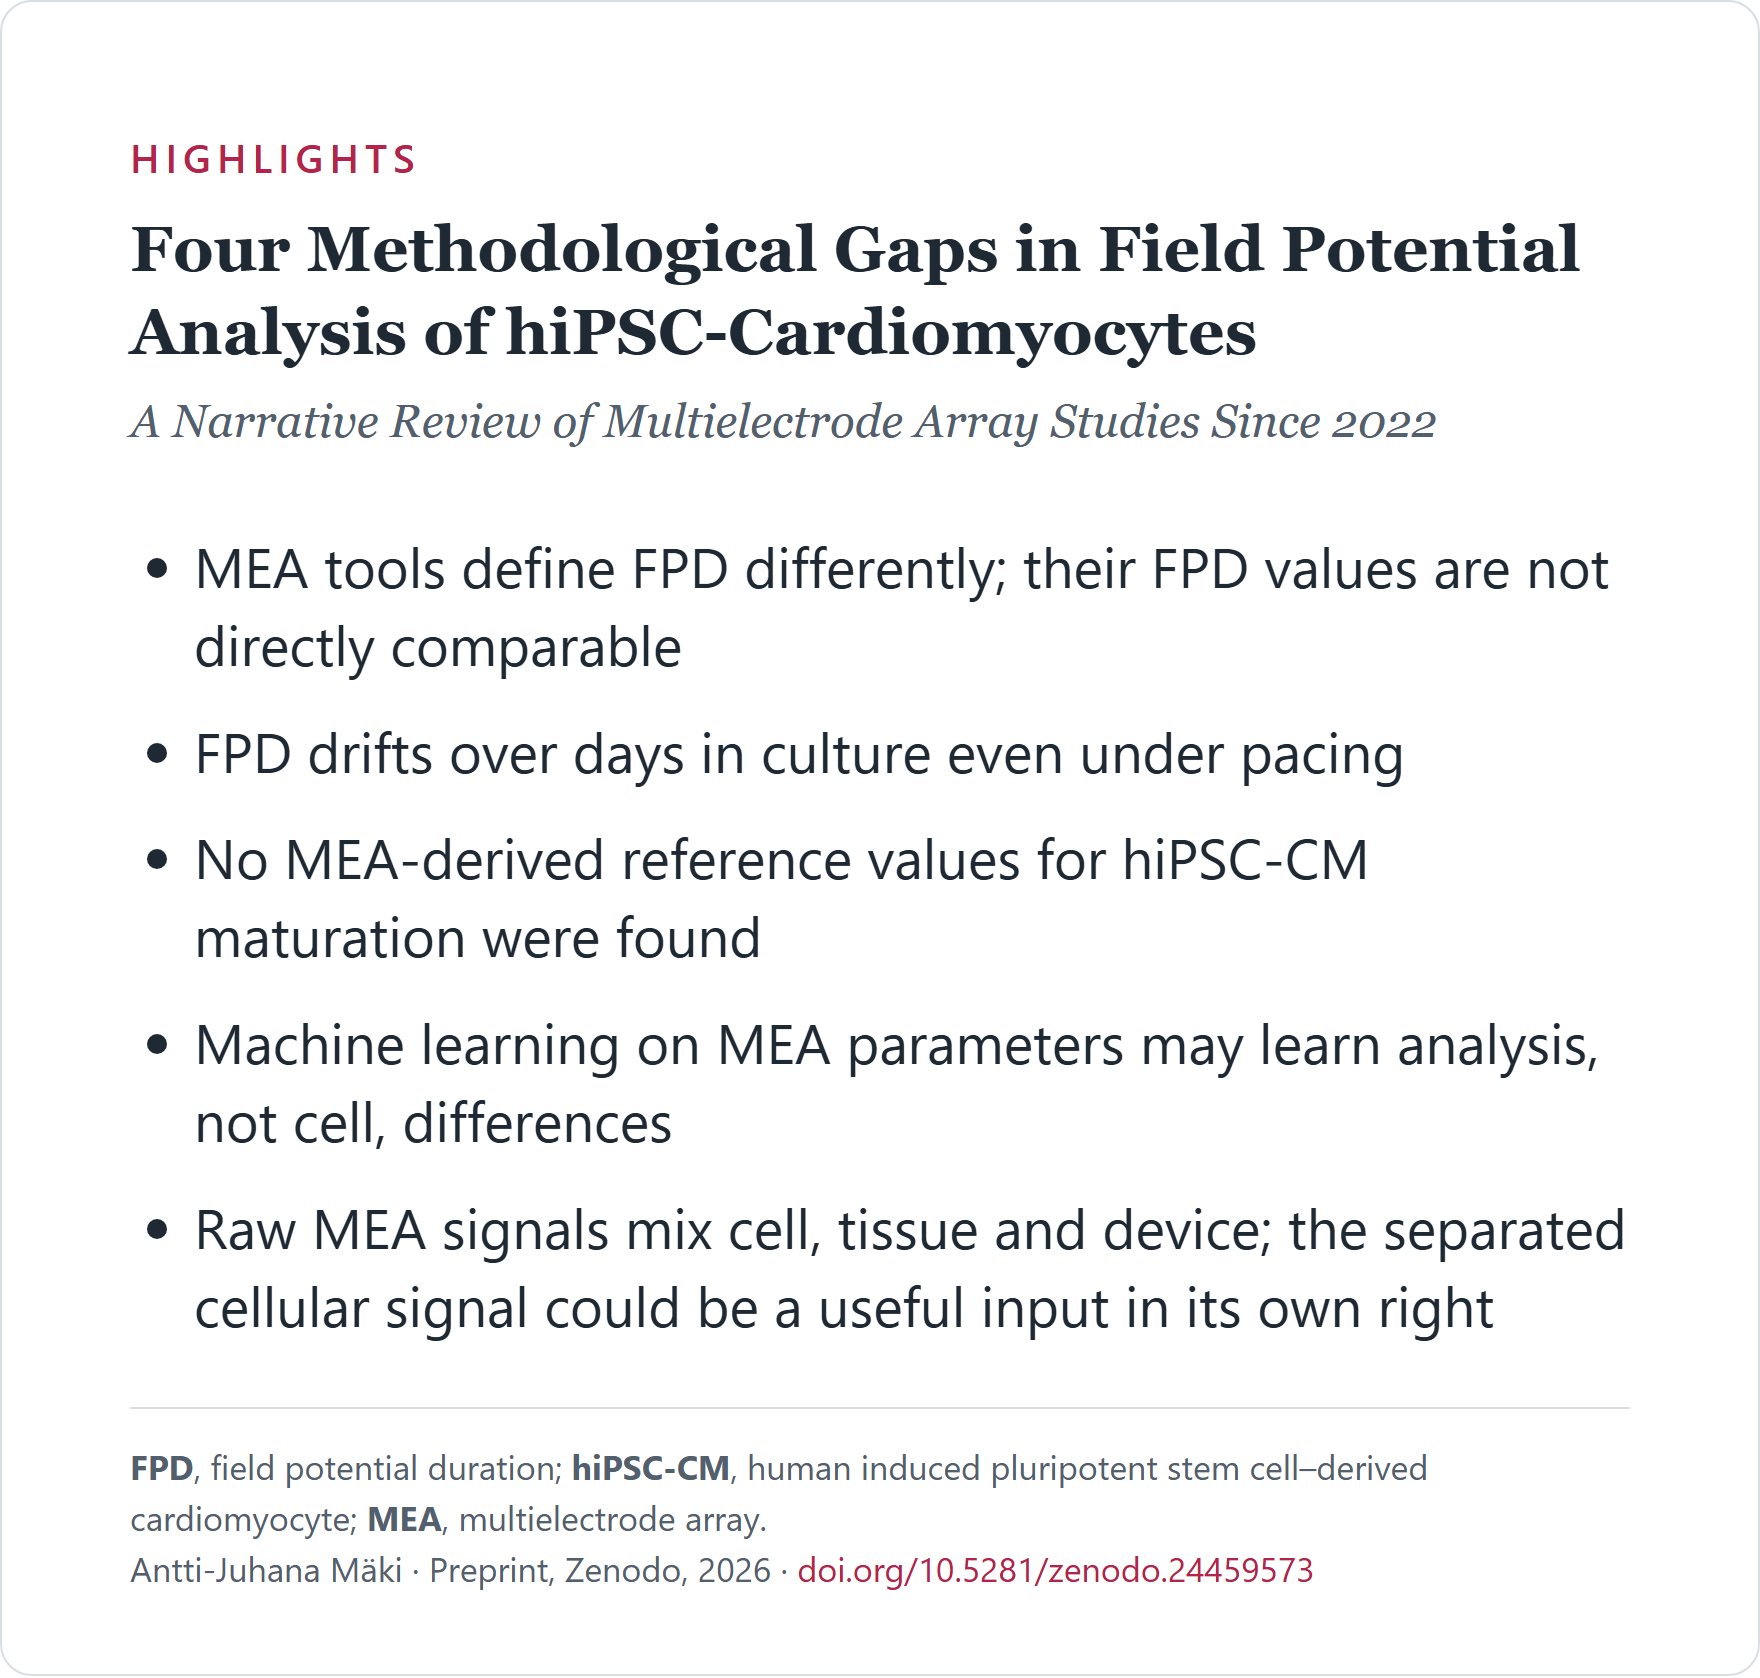 HIGHLIGHTS
Four Methodological Gaps in Field Potential
Analysis of hiPSC-Cardiomyocytes
A Narrative Review of Multielectrode Array Studies Since 2022
• MEA tools define FPD differently; their FPD values are not
directly comparable
• FPD drifts over days in culture even under pacing
• No MEA-derived reference values for hiPSC-CM
maturation were found
• Machine learning on MEA parameters may learn analysis,
not cell, differences
• Raw MEA signals mix cell, tissue and device; the separated
cellular signal could be a useful input in its own right
FPD, field potential duration; hiPSC-CM, human induced pluripotent stem cell–derived
cardiomyocyte; MEA, multielectrode array.
Antti-Juhana Mäki · Preprint, Zenodo, 2026 · doi.org/10.5281/zenodo.24459573